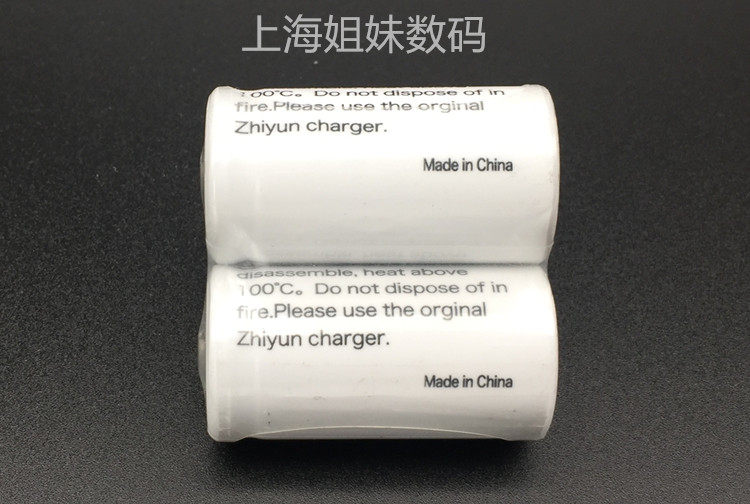 上海姐妹数码
100℃。Do not dispose of in
fire.Please use the orginal
Zhiyun charger.
Made in China
disassemble, heat above
100℃。Do not dispose of in
fire.Please use the orginal
Zhiyun charger.
Made in China